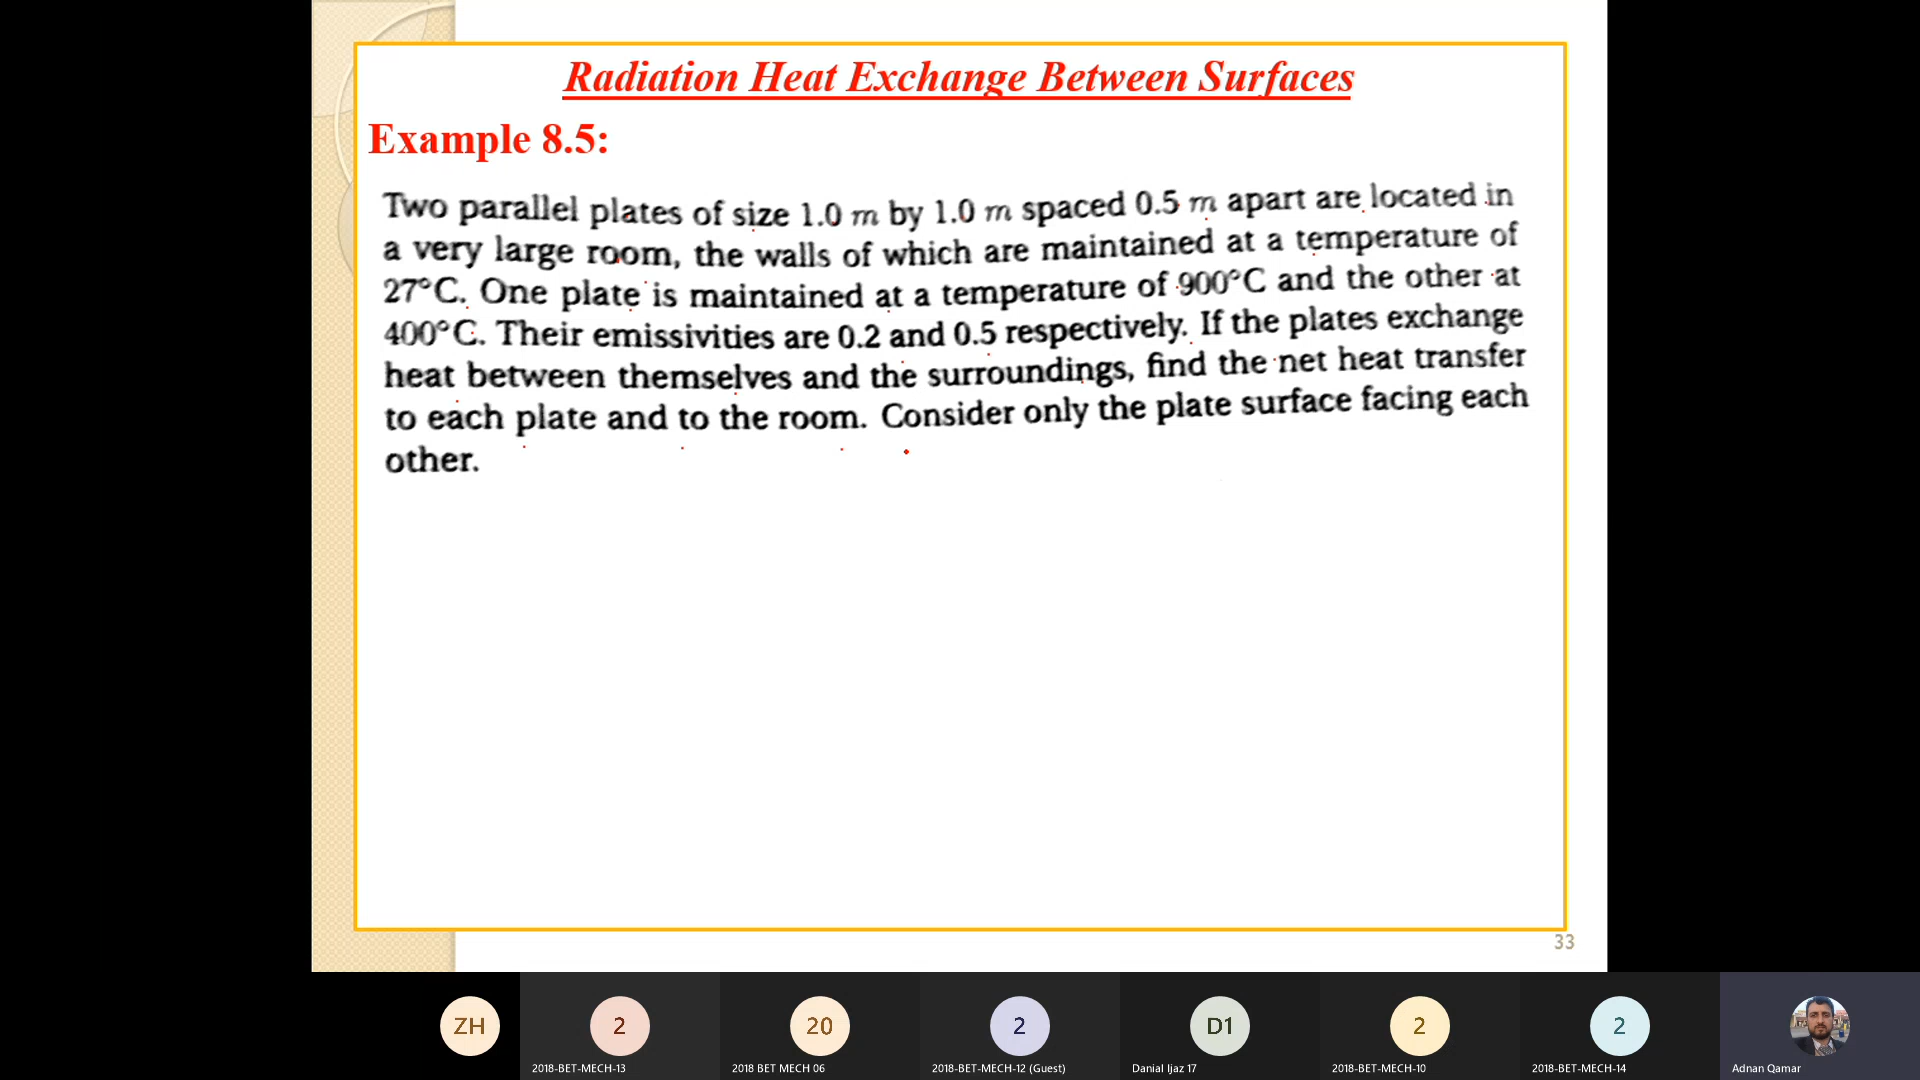 Radiation Heat Exchange Between Surfaces
Example 8.5:
Two parallel plates of size 1.0 m by 1.0 m spaced 0.5 m apart are located in
a very large room, the walls of which are maintained at a temperature of
27°C. One plate is maintained at a temperature of 900°C and the other at
400°C. Their emissivities are 0.2 and 0.5 respectively. If the plates exchange
heat between themselves and the surroundings, find the net heat transfer
to each plate and to the room. Consider only the plate surface facing each
other.
33
ZH
2
20
2
D1
2
2
2018-BET-MECH-13
2018 BET MECH 06
2018-BET-MECH-12 (Guest)
Danial Ijaz 17
2018-BET-MECH-10
2018-BET-MECH-14
Adnan Qamar